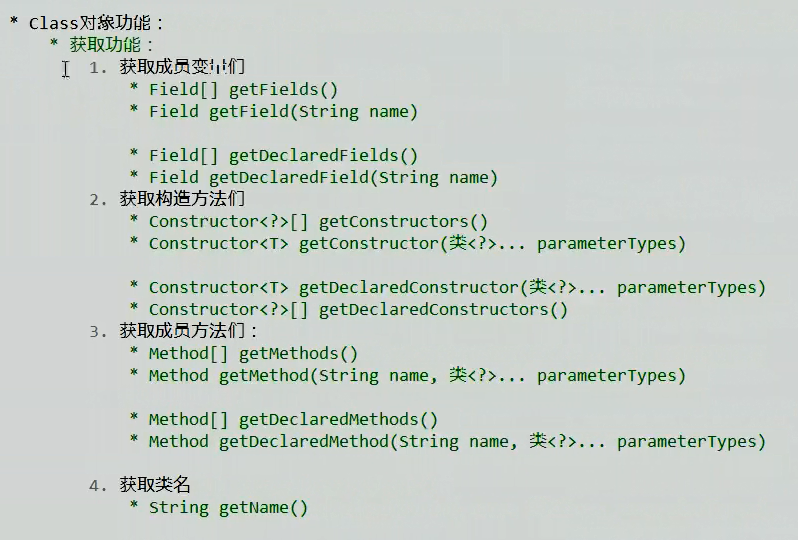 * Class对象功能：
* 获取功能：
1. 获取成员变量们
* Field[] getFields()
* Field getField(String name)
* Field[] getDeclaredFields()
* Field getDeclaredField(String name)
2. 获取构造方法们
* Constructor<?>[] getConstructors()
* Constructor<T> getConstructor(类<?>... parameterTypes)
* Constructor<T> getDeclaredConstructor(类<?>... parameterTypes)
* Constructor<?>[] getDeclaredConstructors()
3. 获取成员方法们：
* Method[] getMethods()
* Method getMethod(String name, 类<?>... parameterTypes)
* Method[] getDeclaredMethods()
* Method getDeclaredMethod(String name, 类<?>... parameterTypes)
4. 获取类名
* String getName()